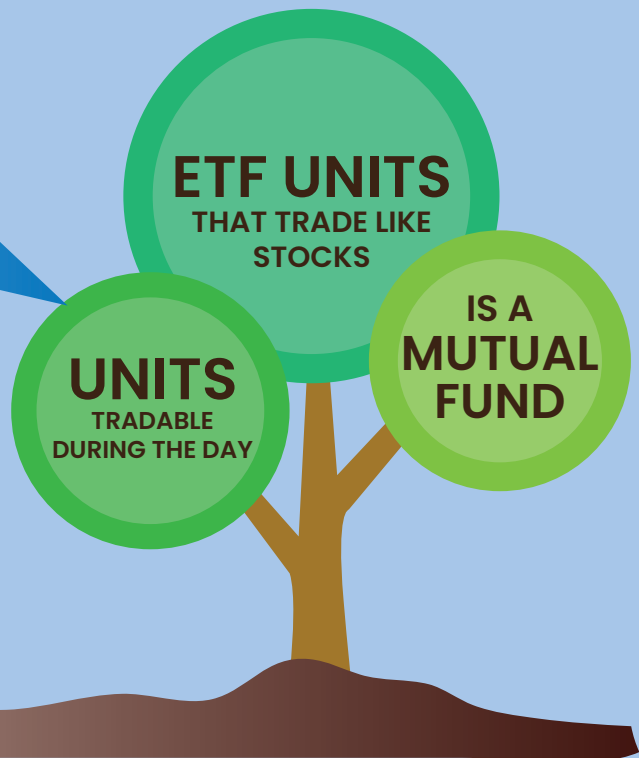 ETF UNITS
THAT TRADE LIKE
STOCKS
IS A
MUTUAL
FUND
UNITS
TRADABLE
DURING THE DAY